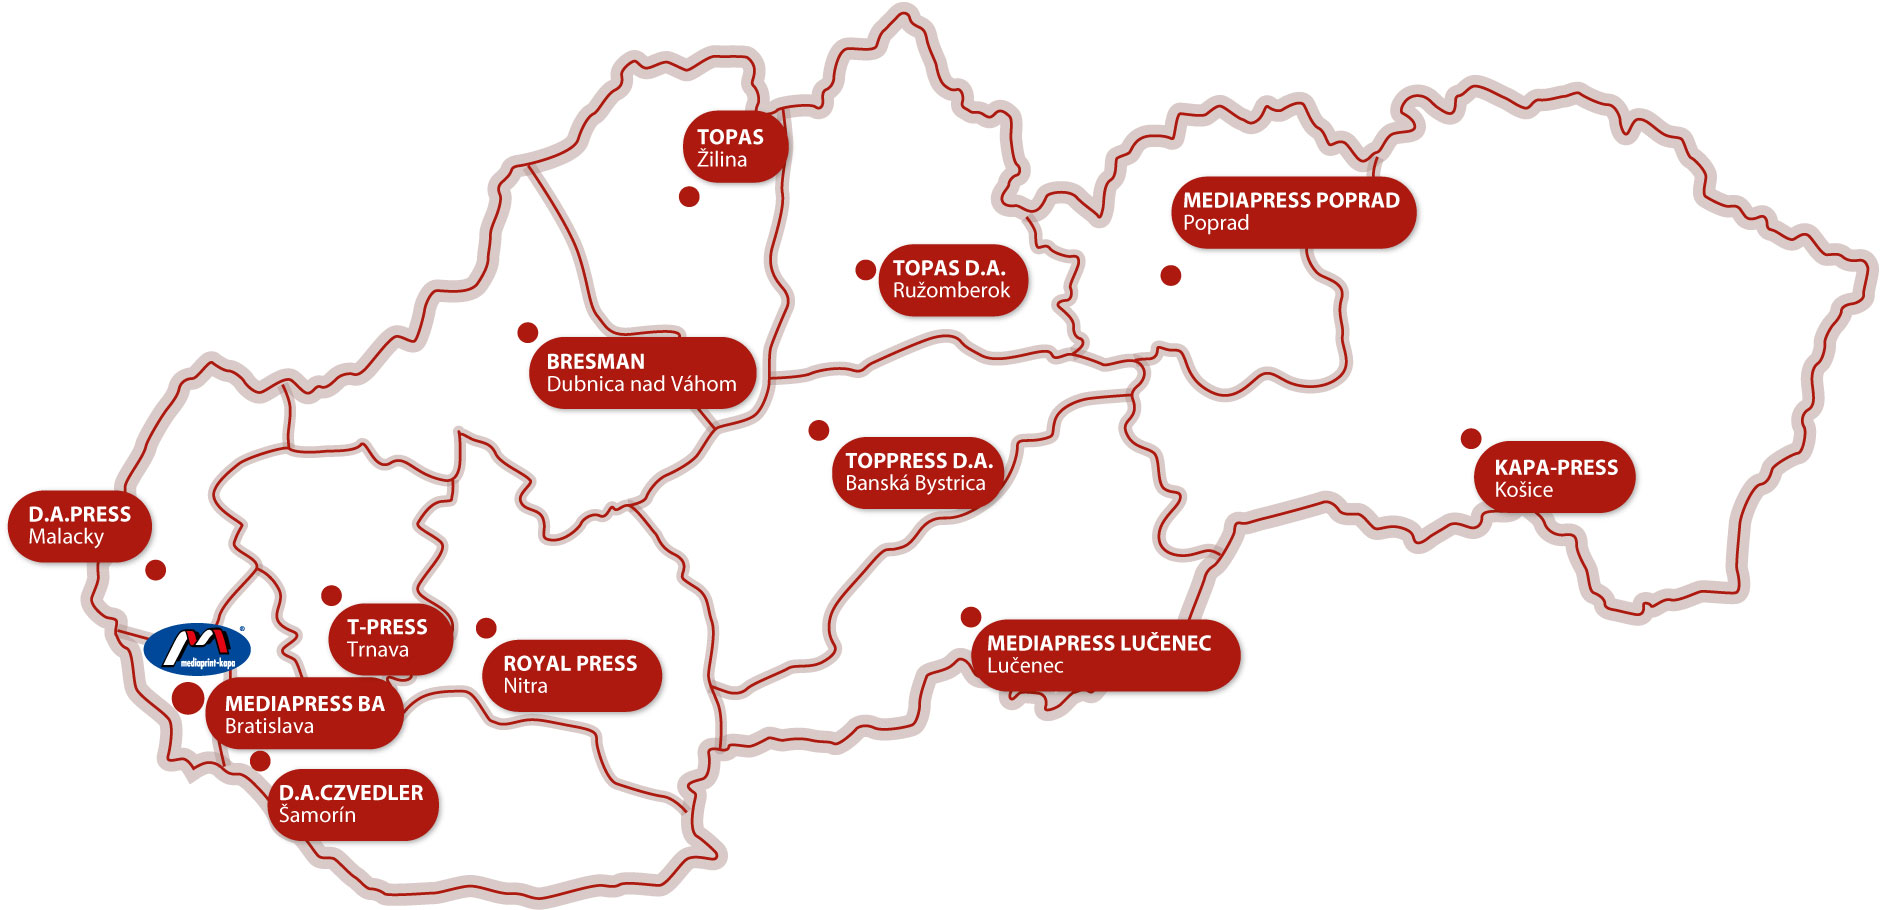 TOPAS
Žilina
MEDIAPRESS POPRAD
Poprad
TOPAS D.A.
Ružomberok
BRESMAN
Dubnica nad Váhom
TOPPRESS D.A.
Banská Bystrica
KAPA-PRESS
Košice
D.A.PRESS
Malacky
T-PRESS
Trnava
ROYAL PRESS
Nitra
MEDIAPRESS LUČENEC
Lučenec
®
mediaprint-kapa
MEDIAPRESS BA
Bratislava
D.A.CZVEDLER
Šamorín